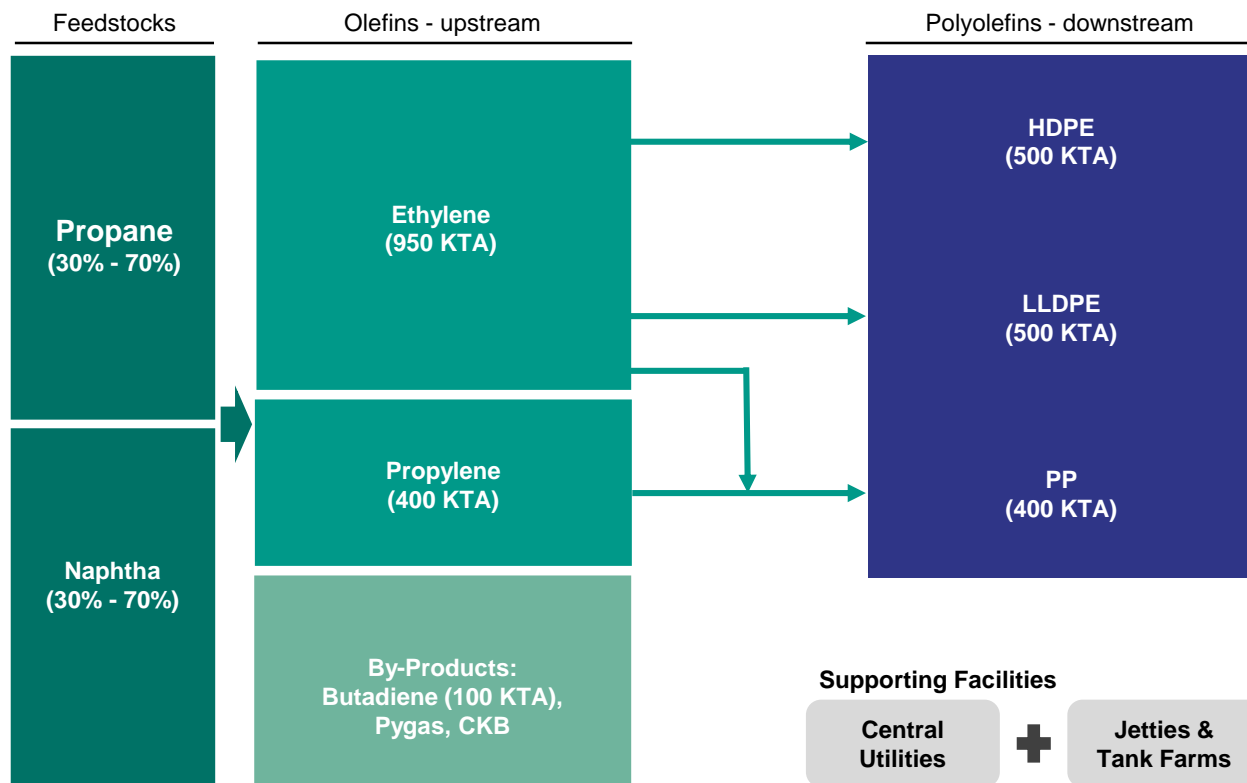 Feedstocks
Olefins - upstream
Polyolefins - downstream
Propane
(30% - 70%)
Naphtha
(30% - 70%)
Ethylene
(950 KTA)
Propylene
(400 KTA)
By-Products:
Butadiene (100 KTA),
Pygas, CKB
HDPE
(500 KTA)
LLDPE
(500 KTA)
PP
(400 KTA)
Supporting Facilities
Central
Utilities
Jetties &
Tank Farms